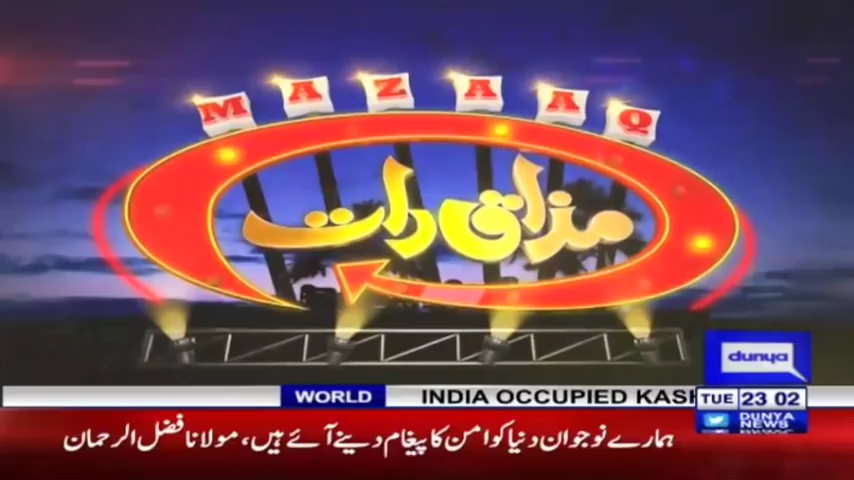 MAZAAQ
مذاق رات
dunya
WORLD INDIA OCCUPIED
TUE 23 02
DUNYA NEWS
ہمارے نوجوان دنیا کو امن کا پیغام دینے آئے ہیں، مولانا فضل الرحمان